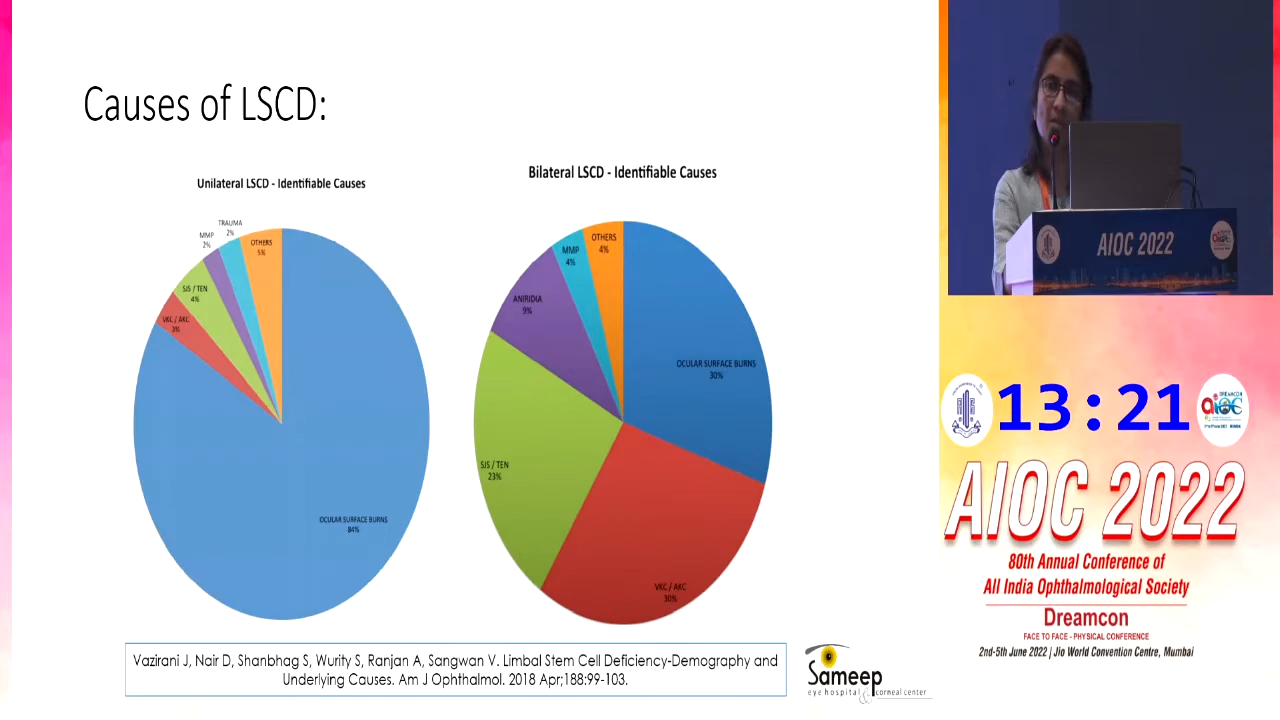 Causes of LSCD:
Unilateral LSCD - Identifiable Causes
TRAUMA
2%
MMP
2%
OTHERS
5%
SJS / TEN
4%
VKC / AKC
3%
OCULAR SURFACE BURNS
84%
Bilateral LSCD - Identifiable Causes
OTHERS
4%
MMP
4%
ANIRIDIA
9%
OCULAR SURFACE BURNS
30%
SJS / TEN
23%
VKC / AKC
30%
Vazirani J, Nair D, Shanbhag S, Wurity S, Ranjan A, Sangwan V. Limbal Stem Cell Deficiency-Demography and
Underlying Causes. Am J Ophthalmol. 2018 Apr;188:99-103.
Sameep
eye hospital & corneal center
AIOC 2022
13:21
AIOC 2022
80th Annual Conference of
All India Ophthalmological Society
Dreamcon
FACE TO FACE - PHYSICAL CONFERENCE
2nd-5th June 2022 | Jio World Convention Centre, Mumbai